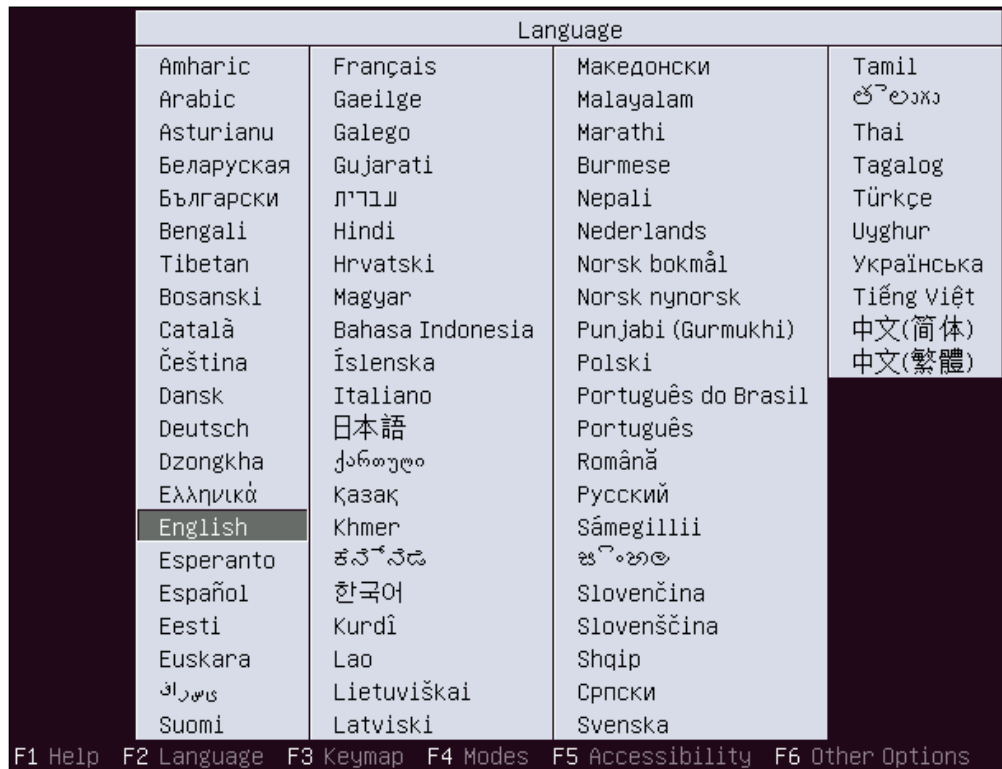 Language
Amharic
Arabic
Asturianu
Беларуская
Български
Bengali
Tibetan
Bosanski
Català
Čeština
Dansk
Deutsch
Dzongkha
Ελληνικά
English
Esperanto
Español
Eesti
Euskara
ﻯﺱﺭﺍﻑ
Suomi
Français
Gaeilge
Galego
Gujarati
עברית
Hindi
Hrvatski
Magyar
Bahasa Indonesia
Íslenska
Italiano
日本語
ქართული
Қазақ
Khmer
ಕನ್ನಡ
한국어
Kurdî
Lao
Lietuviškai
Latviski
Македонски
Malayalam
Marathi
Burmese
Nepali
Nederlands
Norsk bokmål
Norsk nynorsk
Punjabi (Gurmukhi)
Polski
Português do Brasil
Português
Română
Русский
Sámegillii
සිංහල
Slovenčina
Slovenščina
Shqip
Српски
Svenska
Tamil
తెలుగు
Thai
Tagalog
Türkçe
Uyghur
Українська
Tiếng Việt
中文(简体)
中文(繁體)
F1 Help F2 Language F3 Keymap F4 Modes F5 Accessibility F6 Other Options